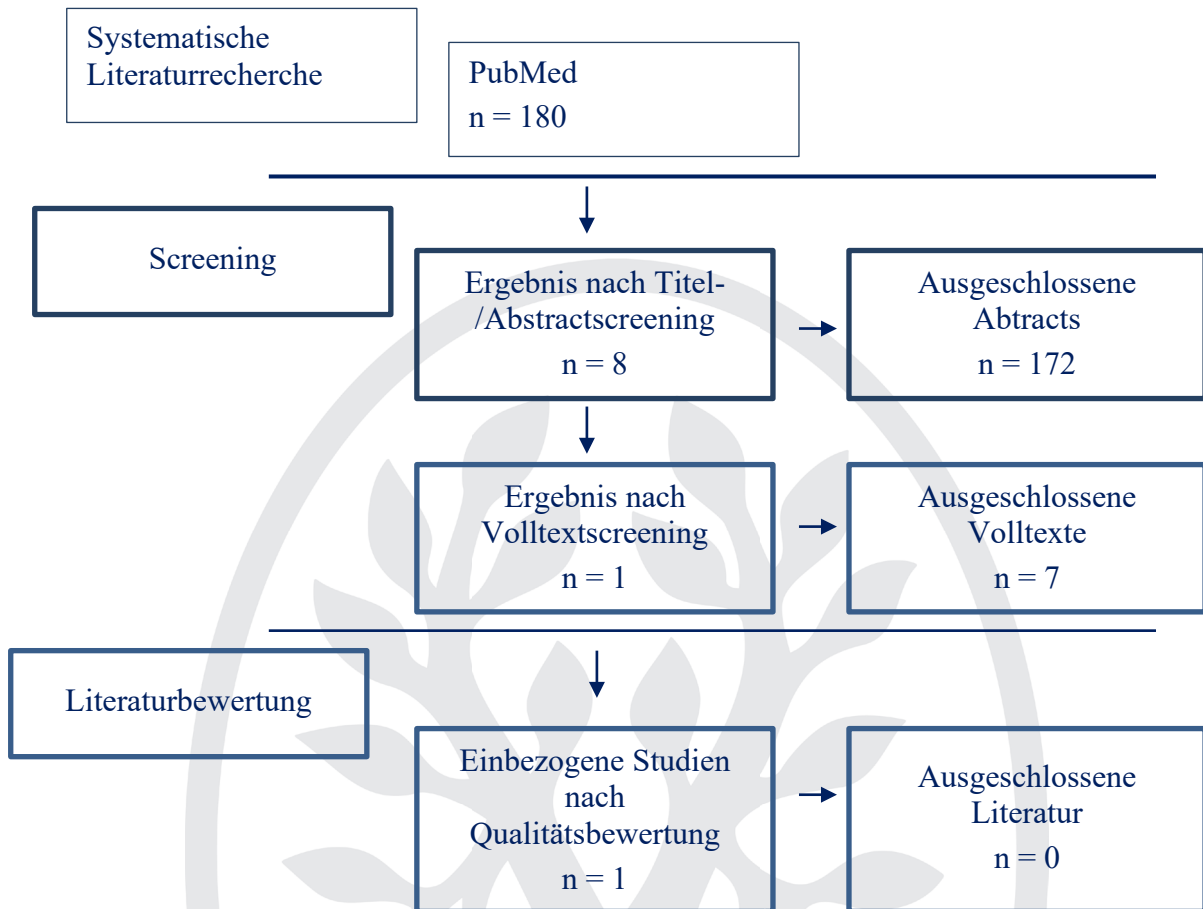 Systematische
Literaturrecherche
PubMed
n = 180
Screening
Ergebnis nach Titel-
/Abstractscreening
n = 8
Ausgeschlossene
Abtracts
n = 172
Ergebnis nach
Volltextscreening
n = 1
Ausgeschlossene
Volltexte
n = 7
Literaturbewertung
Einbezogene Studien
nach
Qualitätsbewertung
n = 1
Ausgeschlossene
Literatur
n = 0